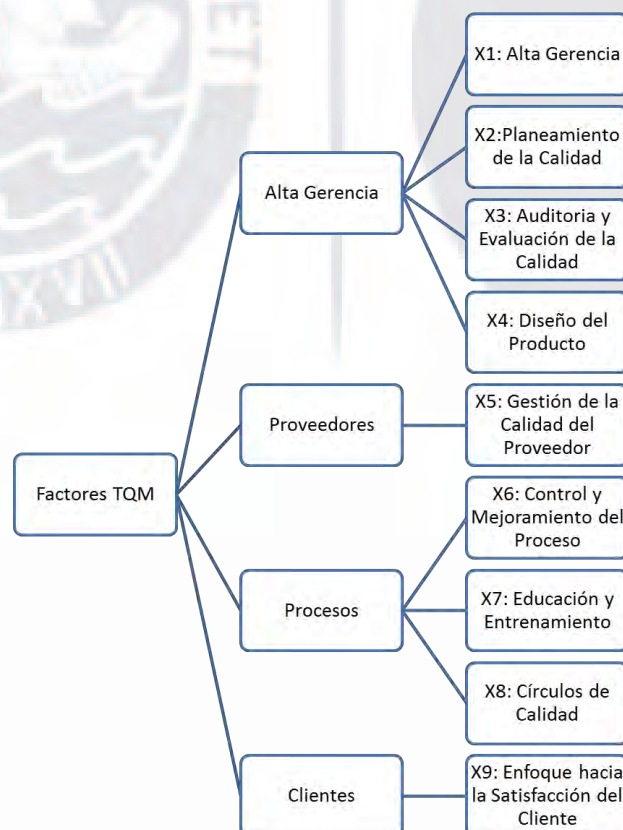 X1: Alta Gerencia
X2:Planeamiento
de la Calidad
Alta Gerencia
X3: Auditoria y
Evaluación de la
Calidad
X4: Diseño del
Producto
Proveedores
X5: Gestión de la
Calidad del
Proveedor
Factores TQM
X6: Control y
Mejoramiento del
Proceso
Procesos
X7: Educación y
Entrenamiento
X8: Círculos de
Calidad
Clientes
X9: Enfoque hacia
la Satisfacción del
Cliente